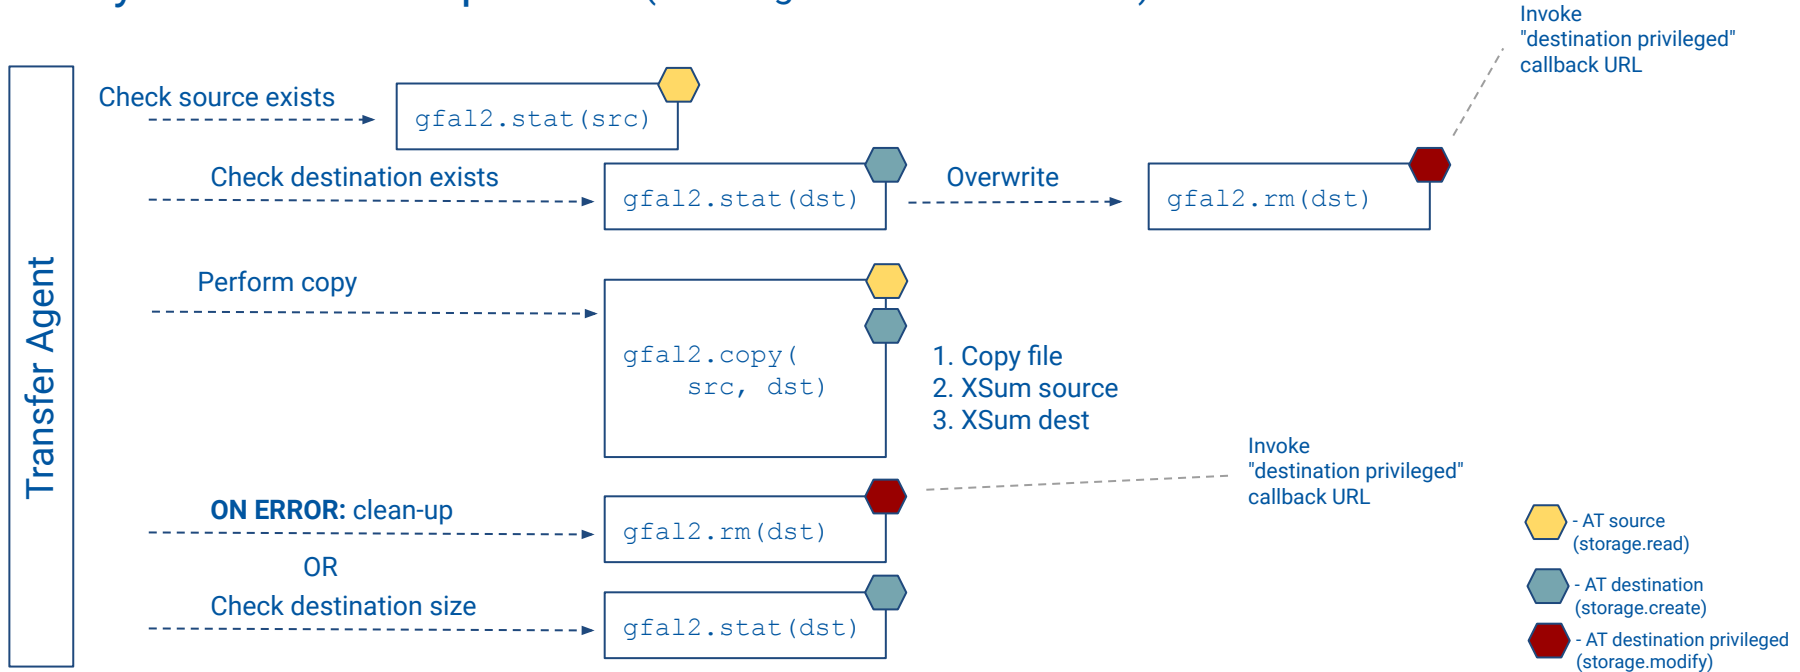 Invoke
"destination privileged"
callback URL
Check source exists
gfal2.stat(src)
Check destination exists
gfal2.stat(dst)
Overwrite
gfal2.rm(dst)
Transfer Agent
Perform copy
gfal2.copy(
src, dst)
1. Copy file
2. XSum source
3. XSum dest
Invoke
"destination privileged"
callback URL
ON ERROR: clean-up
gfal2.rm(dst)
OR
Check destination size
gfal2.stat(dst)
- AT source
(storage.read)
- AT destination
(storage.create)
- AT destination privileged
(storage.modify)